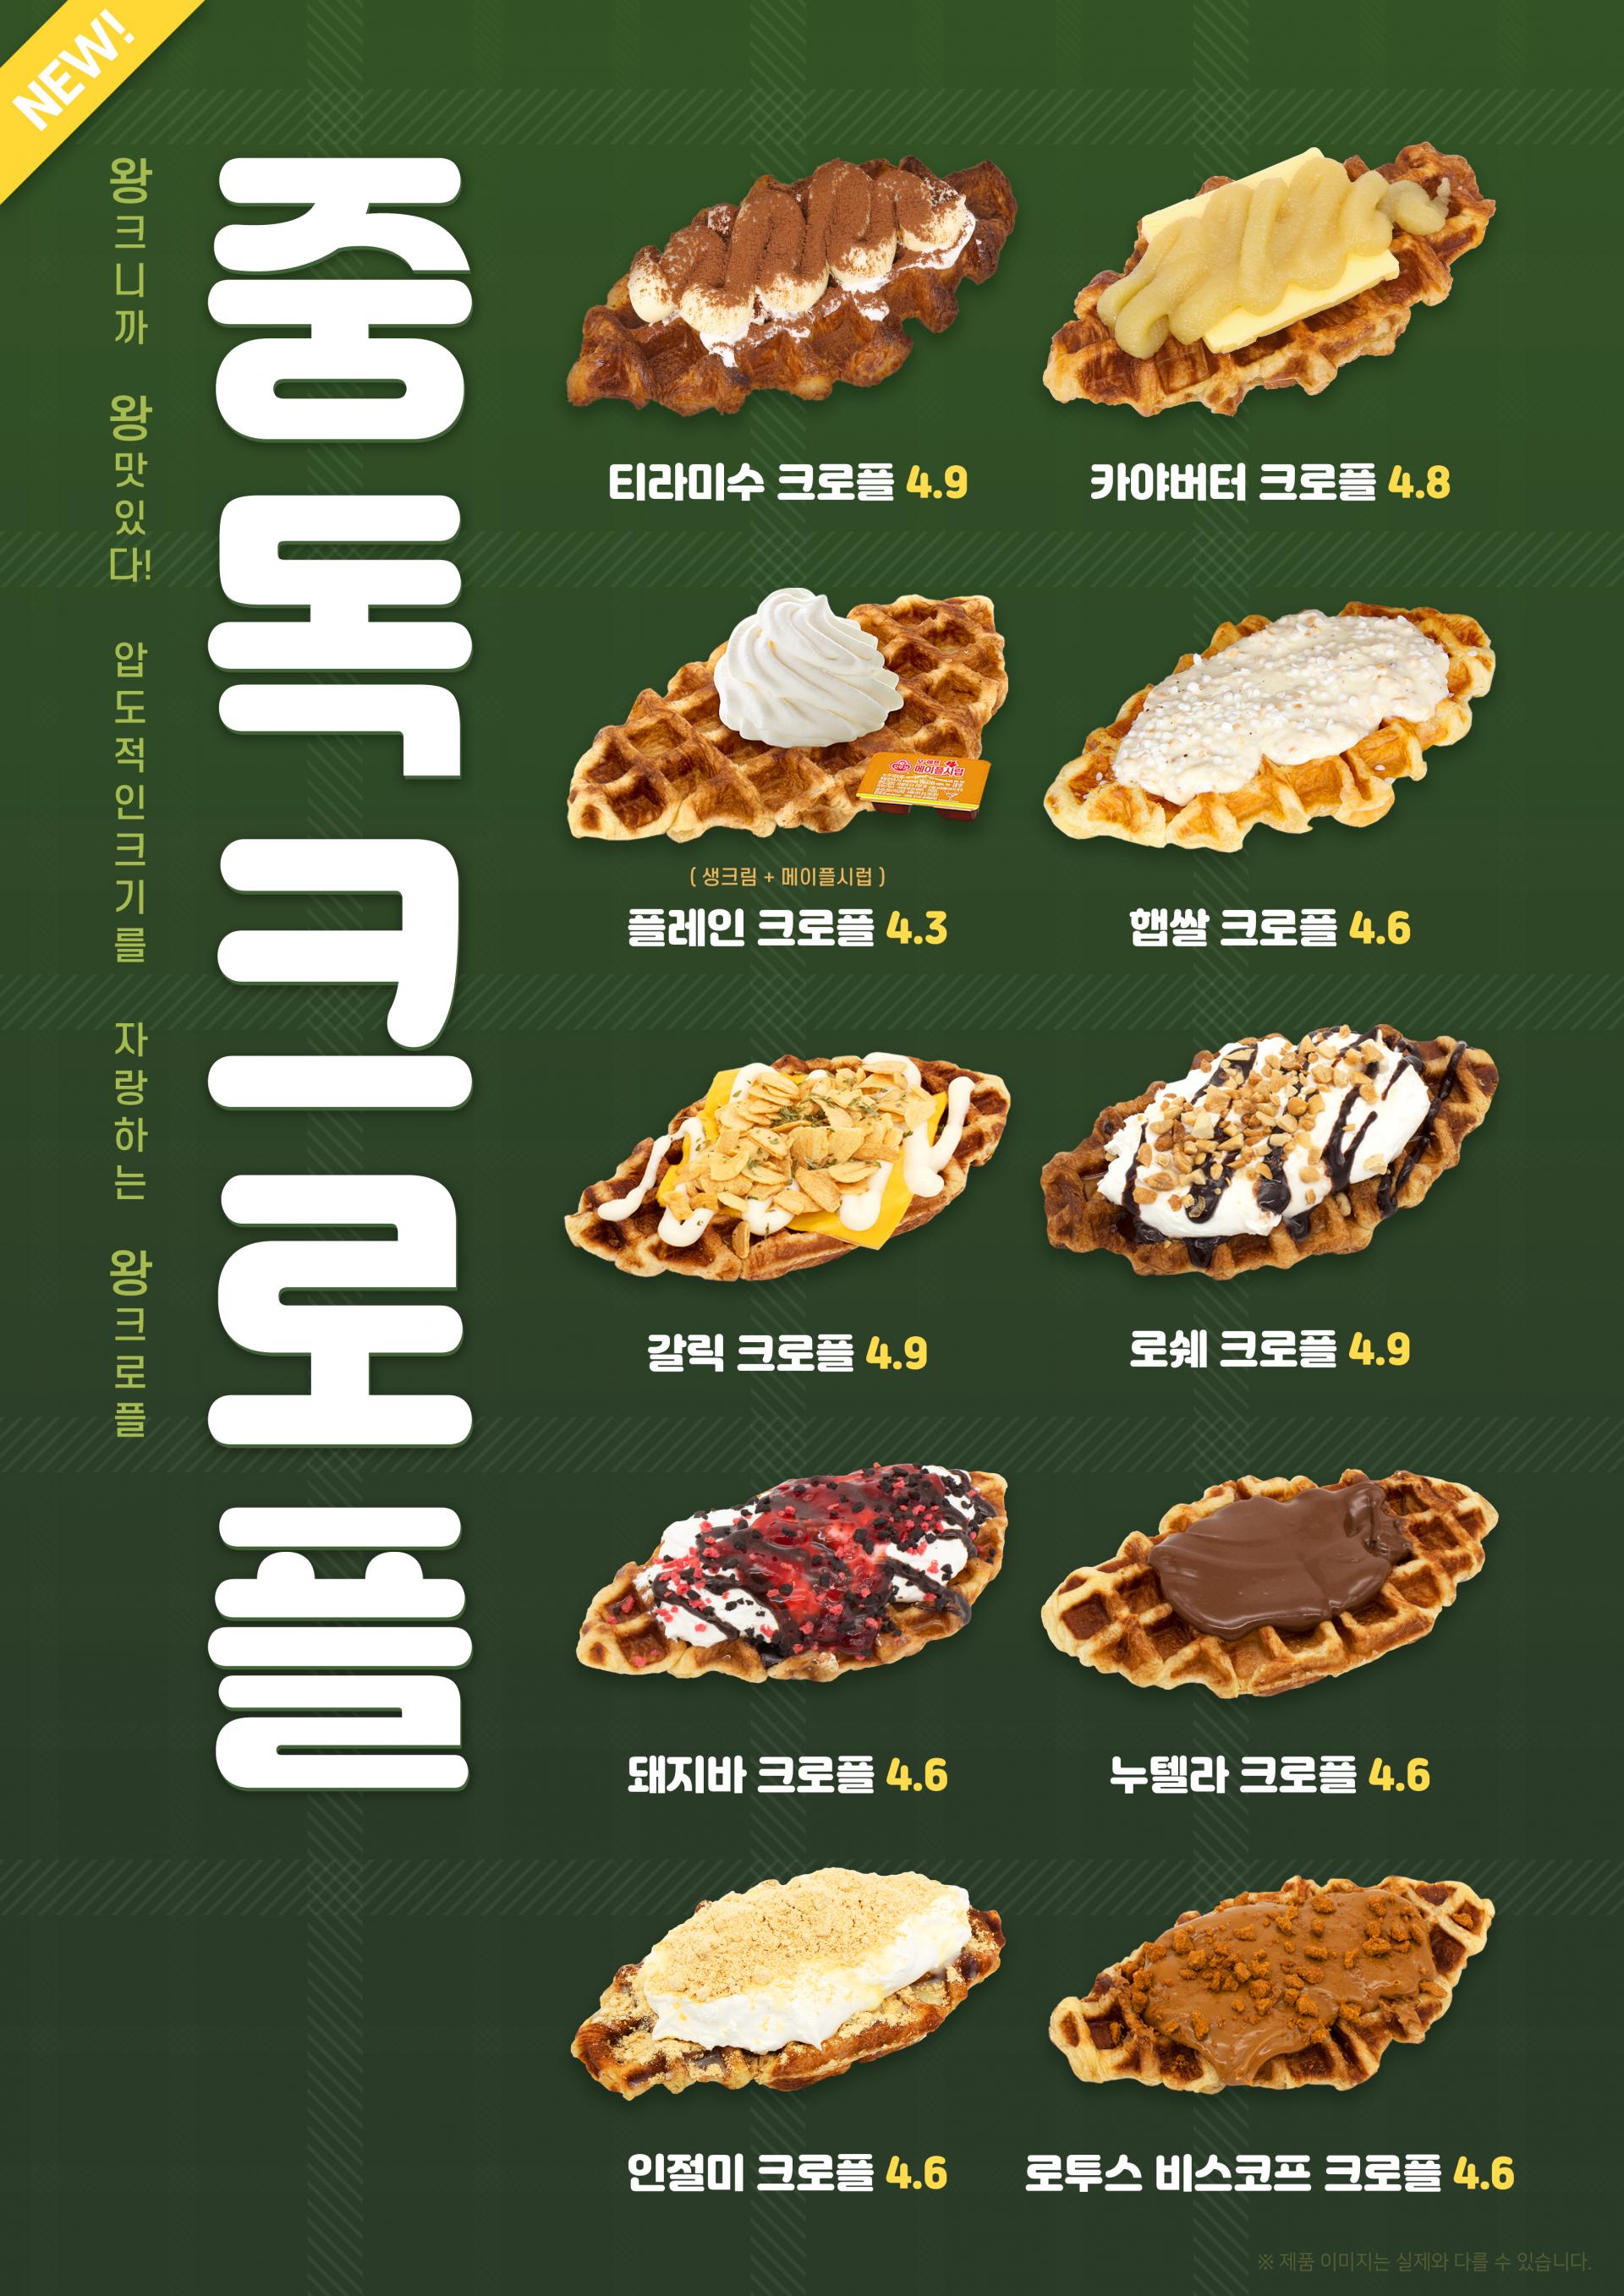 NEW!
왕크니까 왕맛있다! 압도적인크기를 자랑하는 왕크로플
중독크로플
티라미수 크로플 4.9
카야버터 크로플 4.8
메이플시럽
( 생크림 + 메이플시럽 )
플레인 크로플 4.3
햅쌀 크로플 4.6
갈릭 크로플 4.9
로쉐 크로플 4.9
돼지바 크로플 4.6
누텔라 크로플 4.6
인절미 크로플 4.6
로투스 비스코프 크로플 4.6
※ 제품 이미지는 실제와 다를 수 있습니다.